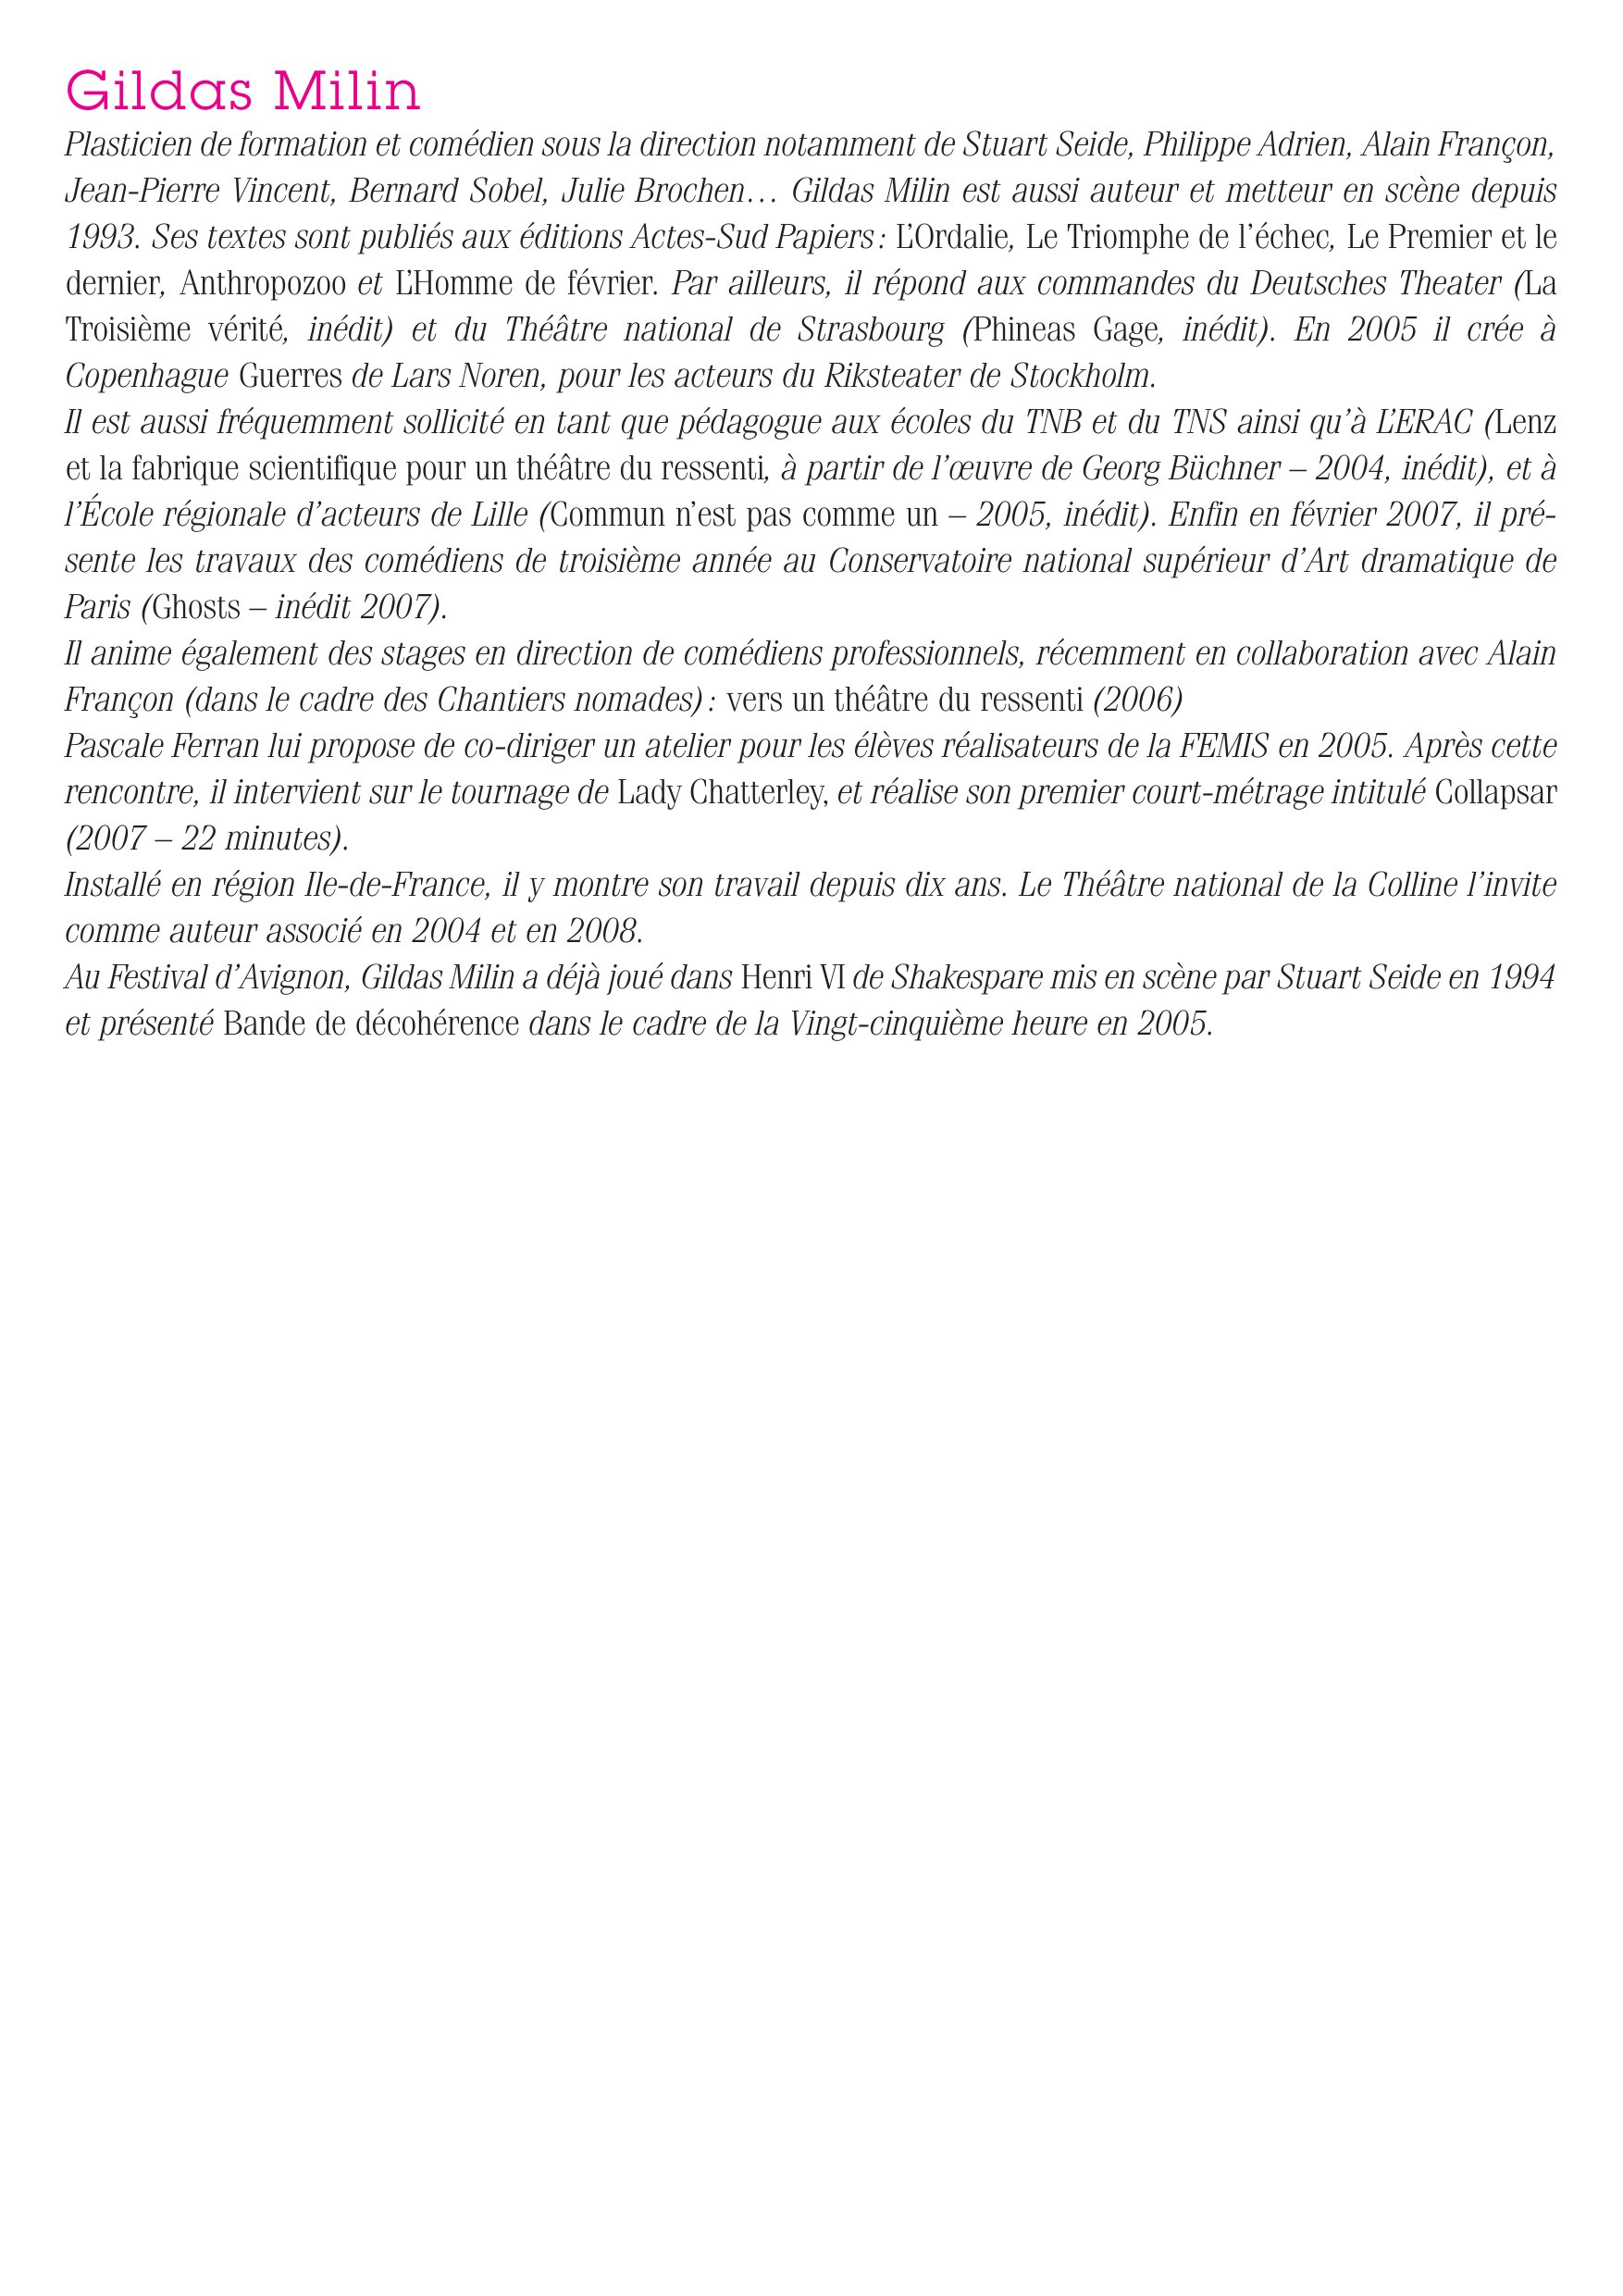 Gildas Milin
Plasticien de formation et comédien sous la direction notamment de Stuart Seide, Philippe Adrien, Alain Françon,
Jean-Pierre Vincent, Bernard Sobel, Julie Brochen… Gildas Milin est aussi auteur et metteur en scène depuis
1993. Ses textes sont publiés aux éditions Actes-Sud Papiers : L’Ordalie, Le Triomphe de l’échec, Le Premier et le
dernier, Anthropozoo et L’Homme de février. Par ailleurs, il répond aux commandes du Deutsches Theater (La
Troisième vérité, inédit) et du Théâtre national de Strasbourg (Phineas Gage, inédit). En 2005 il crée à
Copenhague Guerres de Lars Noren, pour les acteurs du Riksteater de Stockholm.
Il est aussi fréquemment sollicité en tant que pédagogue aux écoles du TNB et du TNS ainsi qu’à L’ERAC (Lenz
et la fabrique scientifique pour un théâtre du ressenti, à partir de l’œuvre de Georg Büchner – 2004, inédit), et à
l’École régionale d’acteurs de Lille (Commun n’est pas comme un – 2005, inédit). Enfin en février 2007, il pré-
sente les travaux des comédiens de troisième année au Conservatoire national supérieur d’Art dramatique de
Paris (Ghosts – inédit 2007).
Il anime également des stages en direction de comédiens professionnels, récemment en collaboration avec Alain
Françon (dans le cadre des Chantiers nomades) : vers un théâtre du ressenti (2006)
Pascale Ferran lui propose de co-diriger un atelier pour les élèves réalisateurs de la FEMIS en 2005. Après cette
rencontre, il intervient sur le tournage de Lady Chatterley, et réalise son premier court-métrage intitulé Collapsar
(2007 – 22 minutes).
Installé en région Ile-de-France, il y montre son travail depuis dix ans. Le Théâtre national de la Colline l’invite
comme auteur associé en 2004 et en 2008.
Au Festival d’Avignon, Gildas Milin a déjà joué dans Henri VI de Shakespare mis en scène par Stuart Seide en 1994
et présenté Bande de décohérence dans le cadre de la Vingt-cinquième heure en 2005.